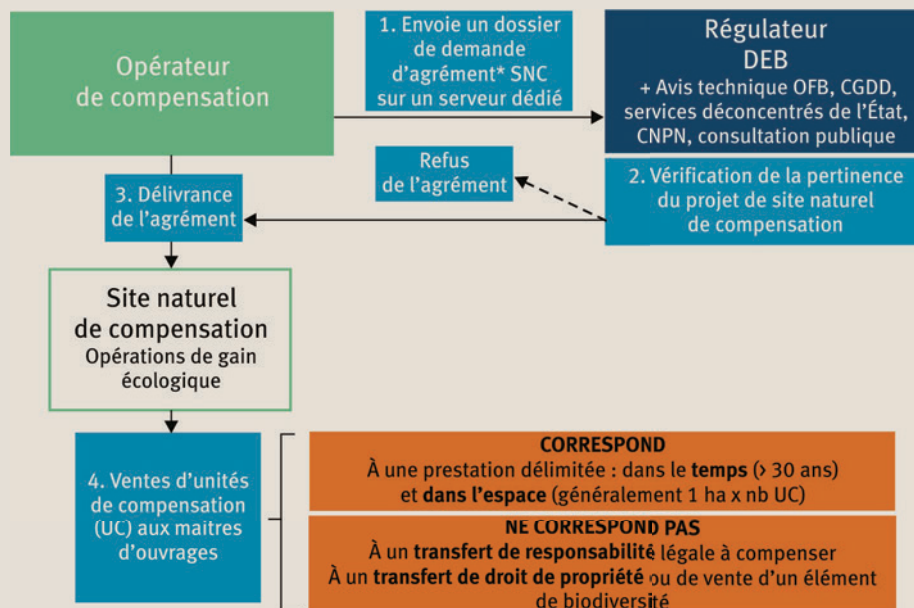 Opérateur
de compensation
1. Envoie un dossier
de demande
d'agrément* SNC
sur un serveur dédié
Régulateur
DEB
+ Avis technique OFB, CGDD,
services déconcentrés de l'État,
CNPN, consultation publique
2. Vérification de la pertinence
du projet de site naturel
de compensation
Refus
de l'agrément
3. Délivrance
de l'agrément
Site naturel
de compensation
Opérations de gain
écologique
4. Ventes d'unités
de compensation
(UC) aux maitres
d'ouvrages
CORRESPOND
À une prestation délimitée : dans le temps (> 30 ans)
et dans l'espace (généralement 1 ha x nb UC)
NE CORRESPOND PAS
À un transfert de responsabilité légale à compenser
À un transfert de droit de propriété ou de vente d'un élément
de biodiversité